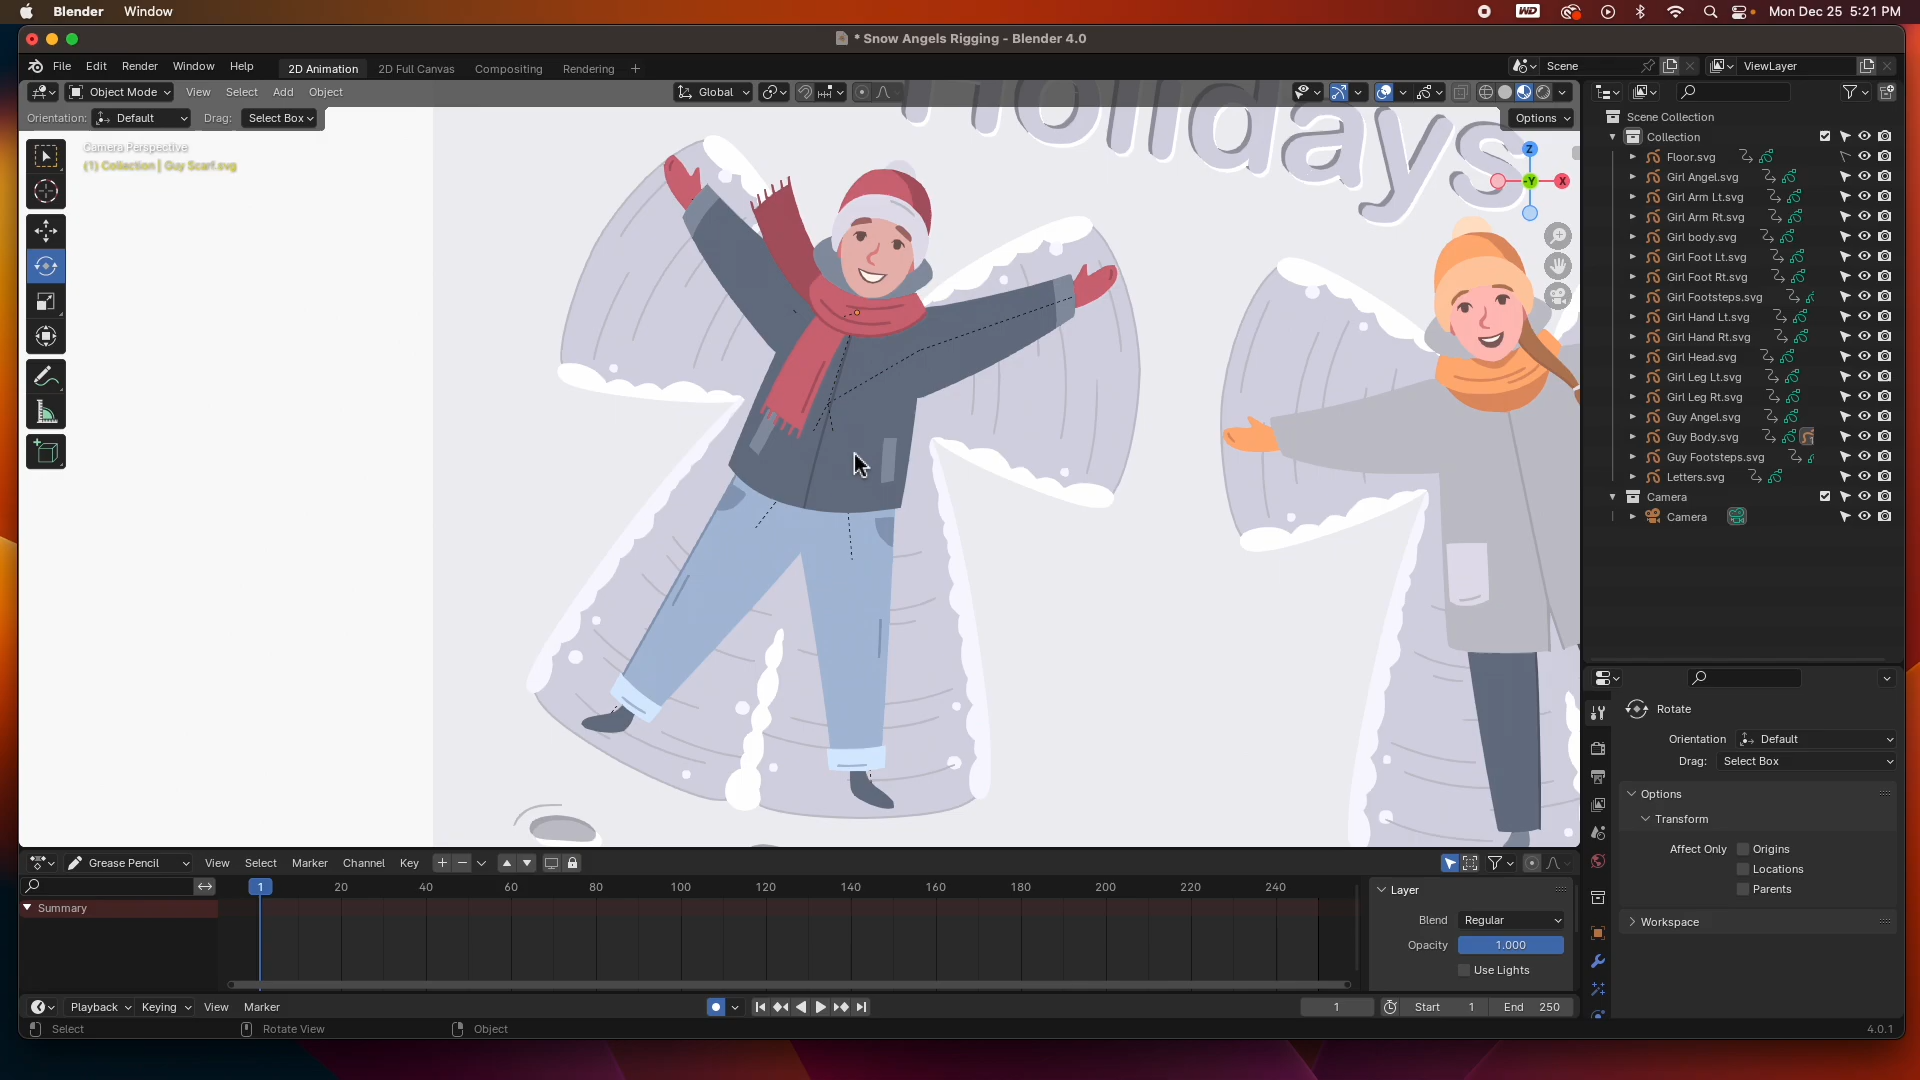 Blender Window
WD
Mon Dec 25 5:21 PM
* Snow Angels Rigging - Blender 4.0
File Edit Render Window Help
2D Animation 2D Full Canvas Compositing Rendering +
Scene
ViewLayer
Object Mode View Select Add Object
Global
Orientation: Default Drag: Select Box
Options
Camera Perspective
(1) Collection | Guy Scarf.svg
Holidays
Z
-Y
X
Scene Collection
Collection
Floor.svg
Girl Angel.svg
Girl Arm Lt.svg
Girl Arm Rt.svg
Girl body.svg
Girl Foot Lt.svg
Girl Foot Rt.svg
Girl Footsteps.svg
Girl Hand Lt.svg
Girl Hand Rt.svg
Girl Head.svg
Girl Leg Lt.svg
Girl Leg Rt.svg
Guy Angel.svg
Guy Body.svg
Guy Footsteps.svg
Letters.svg
Camera
Camera
Rotate
Orientation Default
Drag: Select Box
Options
Transform
Affect Only Origins
Locations
Parents
Workspace
Grease Pencil View Select Marker Channel Key
1 20 40 60 80 100 120 140 160 180 200 220 240
Summary
Layer
Blend Regular
Opacity 1.000
Use Lights
Playback Keying View Marker
1 Start 1 End 250
Select Rotate View Object
4.0.1